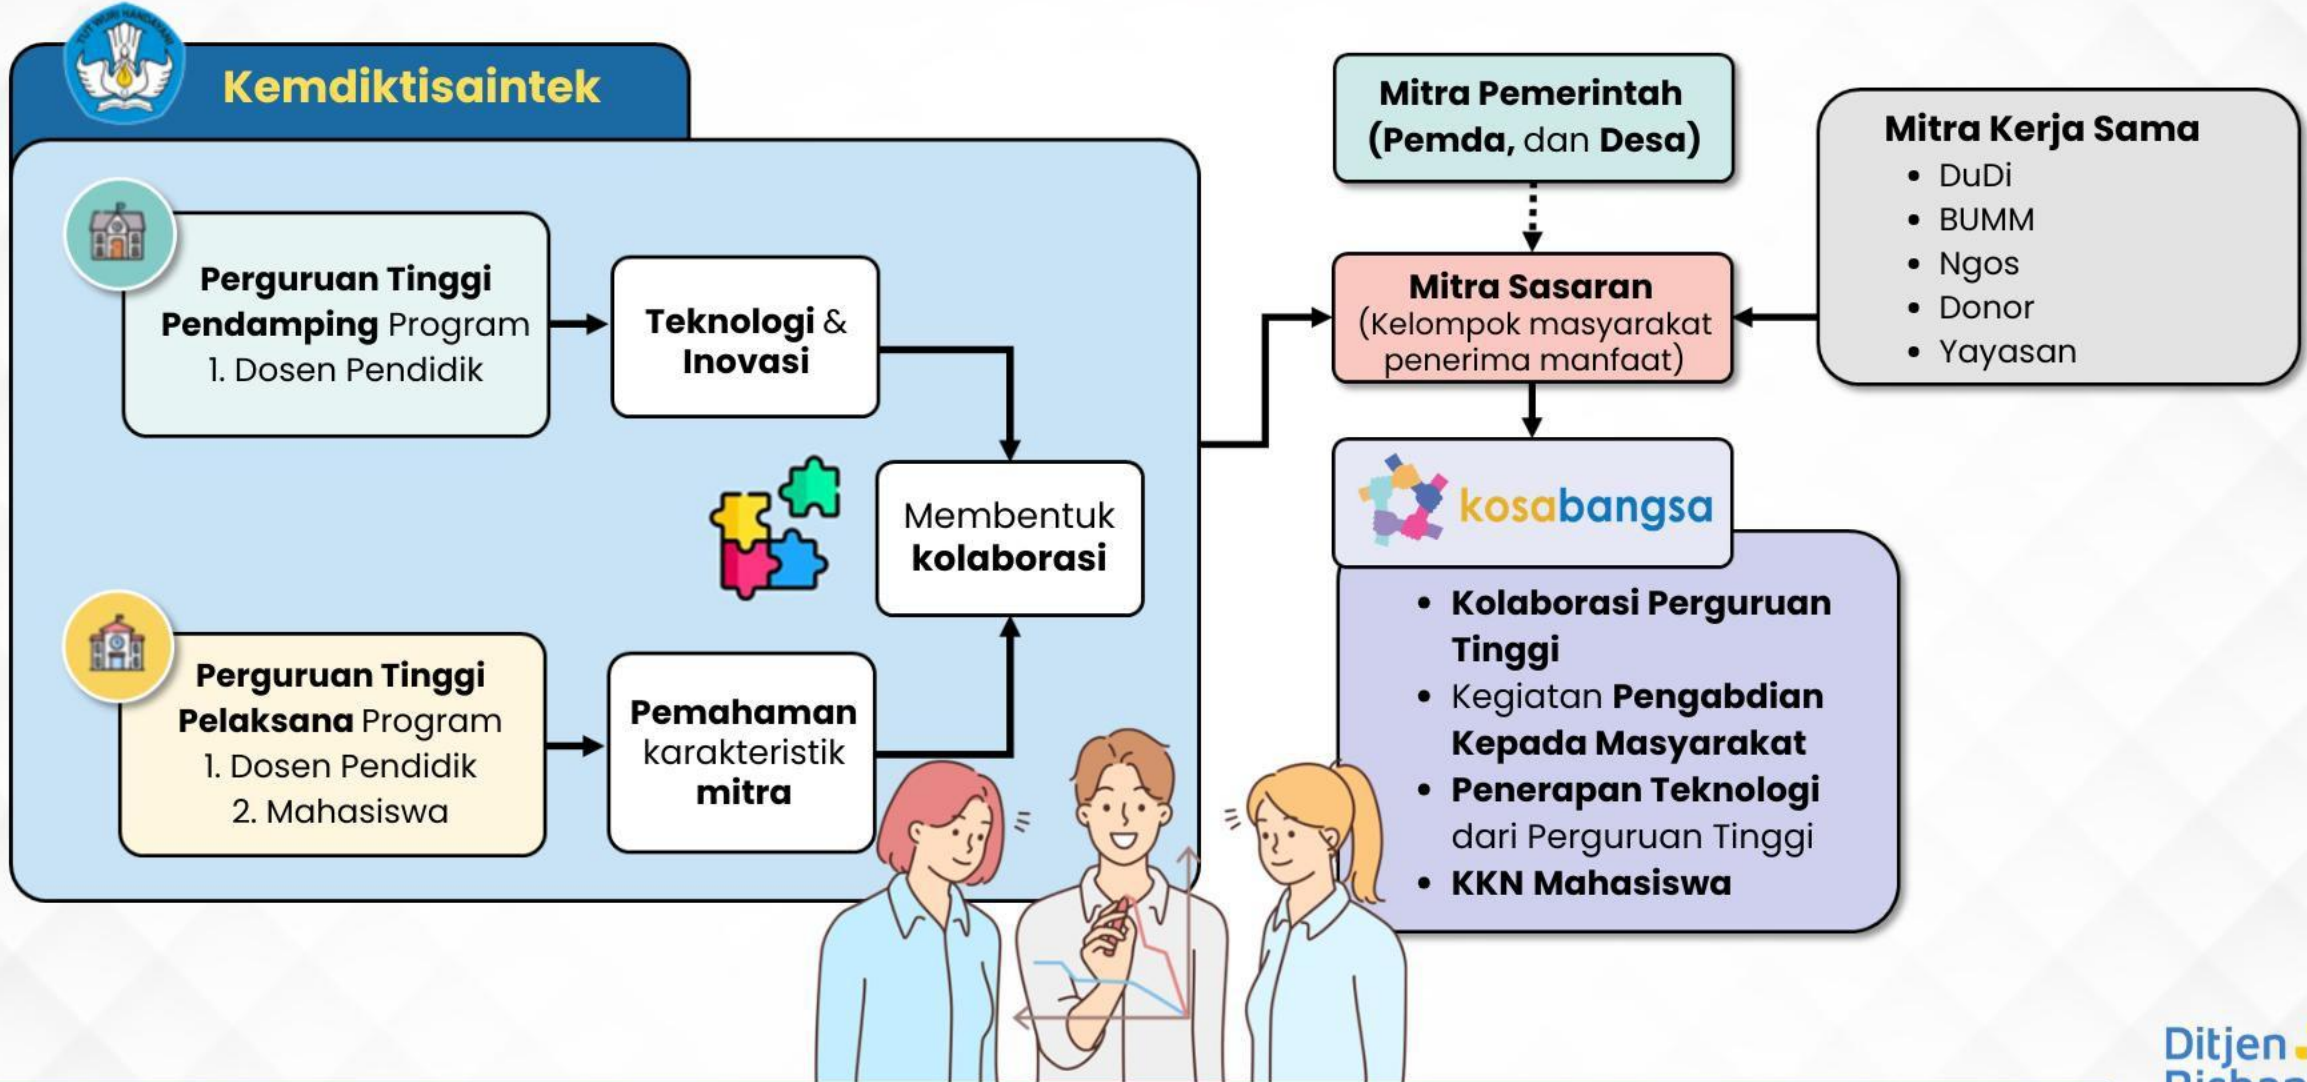 TUT WURI HANDAYANI
Kemdiktisaintek
Perguruan Tinggi
Pendamping Program
1. Dosen Pendidik
Teknologi &
Inovasi
Membentuk
kolaborasi
Perguruan Tinggi
Pelaksana Program
1. Dosen Pendidik
2. Mahasiswa
Pemahaman
karakteristik
mitra
Mitra Pemerintah
(Pemda, dan Desa)
Mitra Sasaran
(Kelompok masyarakat
penerima manfaat)
Mitra Kerja Sama
• DuDi
• BUMM
• Ngos
• Donor
• Yayasan
kosabangsa
• Kolaborasi Perguruan
Tinggi
• Kegiatan Pengabdian
Kepada Masyarakat
• Penerapan Teknologi
dari Perguruan Tinggi
• KKN Mahasiswa
Ditjen